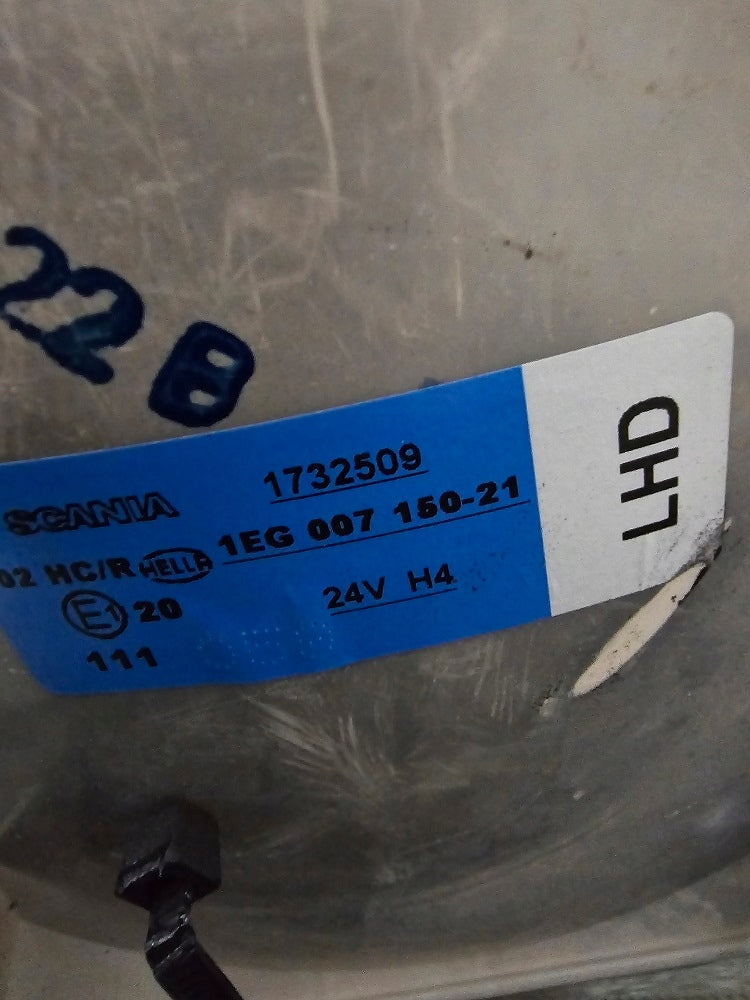 22B
SCANIA 1732509
02 HC/R HELLA 1EG 007 150-21
E1 20 24V H4
111
LHD